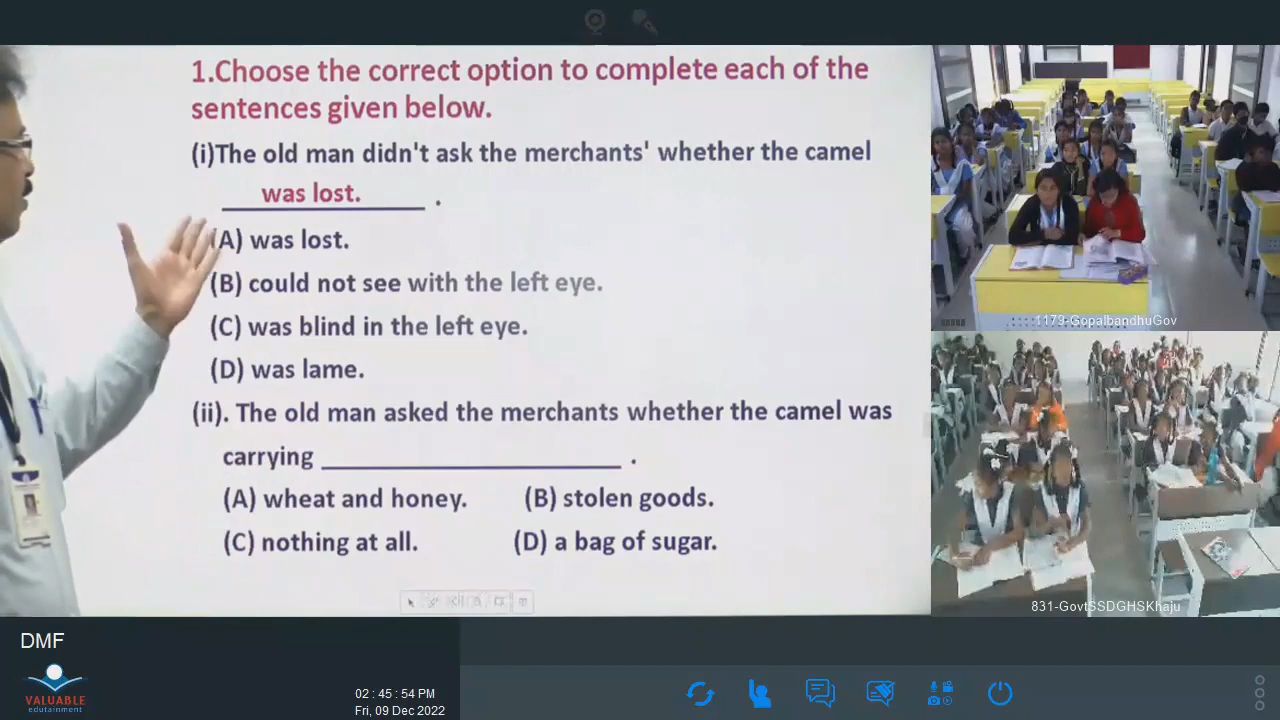 1.Choose the correct option to complete each of the
sentences given below.
(i)The old man didn't ask the merchants' whether the camel
was lost. .
(A) was lost.
(B) could not see with the left eye.
(C) was blind in the left eye.
(D) was lame.
(ii). The old man asked the merchants whether the camel was
carrying ______________________ .
(A) wheat and honey. (B) stolen goods.
(C) nothing at all. (D) a bag of sugar.
1173-GopalbandhuGov
831-GovtSSDGHSKhaju
DMF
VALUABLE
edutainment
02 : 45 : 54 PM
Fri, 09 Dec 2022